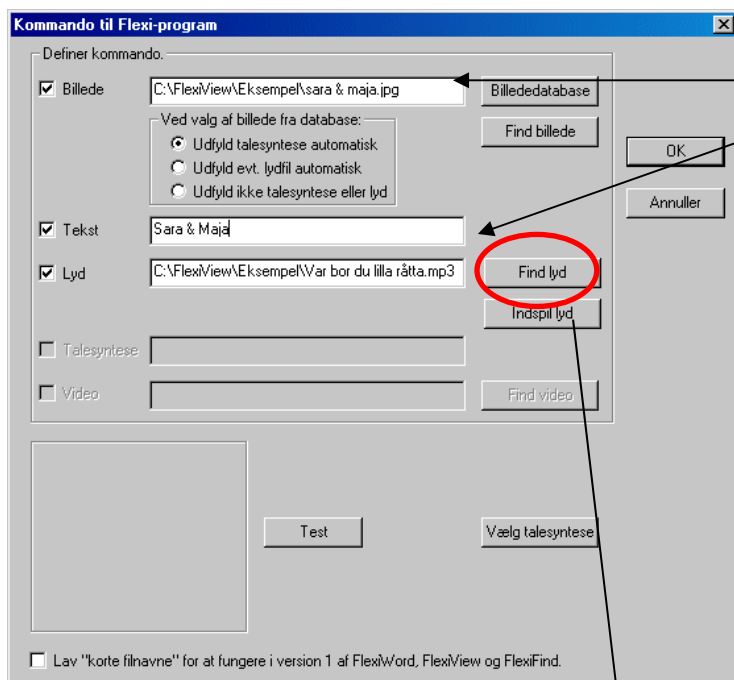 Kommando til Flexi-program
Definer kommando.
Billede
C:\FlexiView\Eksempel\sara & maja.jpg
Billededatabase
Ved valg af billede fra database:
Find billede
Udfyld talesyntese automatisk
OK
Udfyld evt. lydfil automatisk
Udfyld ikke talesyntese eller lyd
Annuller
Tekst
Sara & Maja
Lyd
C:\FlexiView\Eksempel\Var bor du lilla råtta.mp3
Find lyd
Indspil lyd
Talesyntese
Video
Find video
Test
Vælg talesyntese
Lav "korte filnavne" for at fungere i version 1 af FlexiWord, FlexiView og FlexiFind.